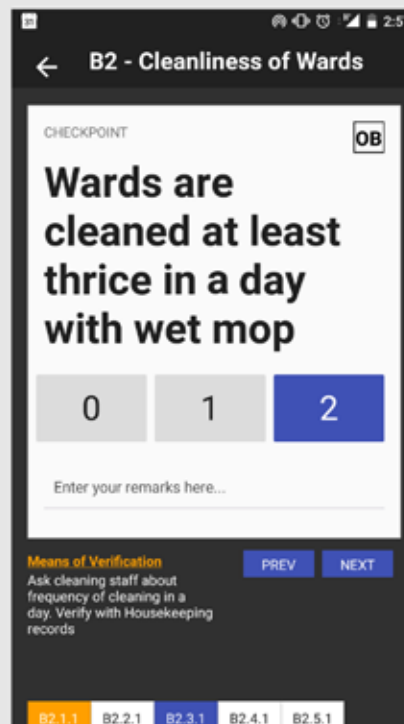 31
2:5
B2 - Cleanliness of Wards
CHECKPOINT
OB
Wards are
cleaned at least
thrice in a day
with wet mop
0 1 2
Enter your remarks here...
Means of Verification
Ask cleaning staff about
frequency of cleaning in a
day. Verify with Housekeeping
records
PREV NEXT
B2.1.1 B2.2.1 B2.3.1 B2.4.1 B2.5.1